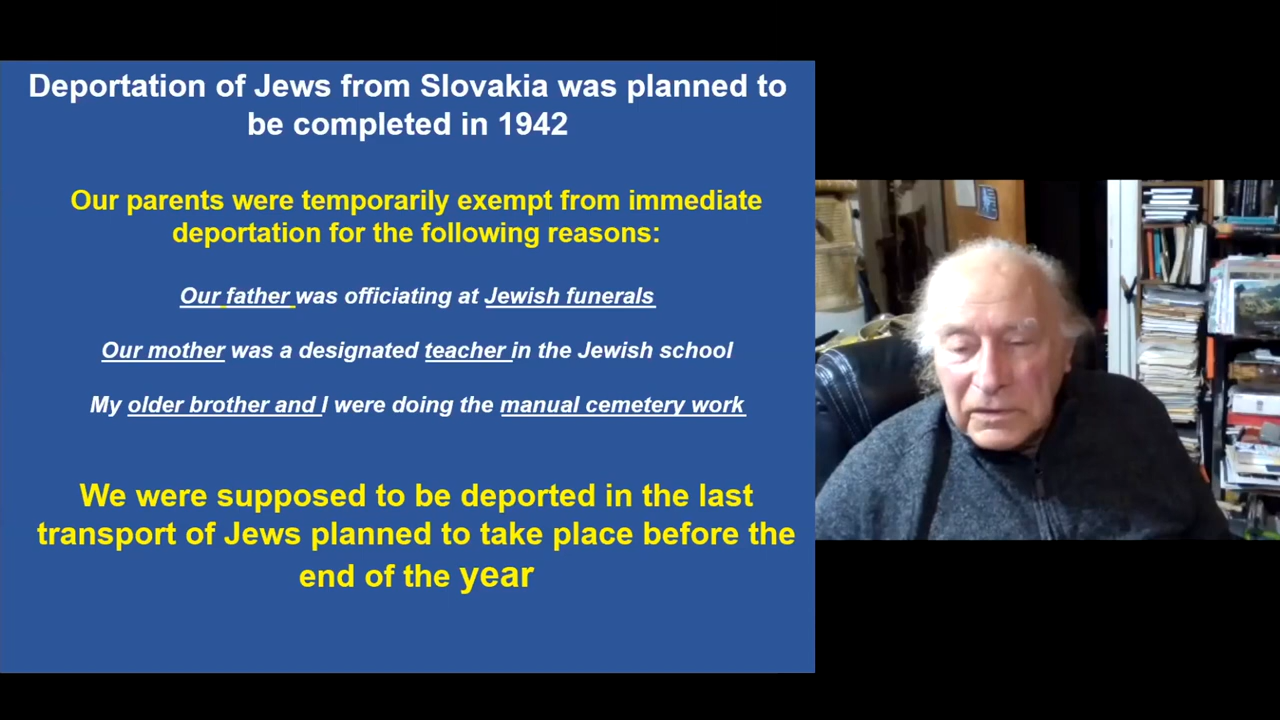 Deportation of Jews from Slovakia was planned to
be completed in 1942
Our parents were temporarily exempt from immediate
deportation for the following reasons:
Our father was officiating at Jewish funerals
Our mother was a designated teacher in the Jewish school
My older brother and I were doing the manual cemetery work
We were supposed to be deported in the last
transport of Jews planned to take place before the
end of the year